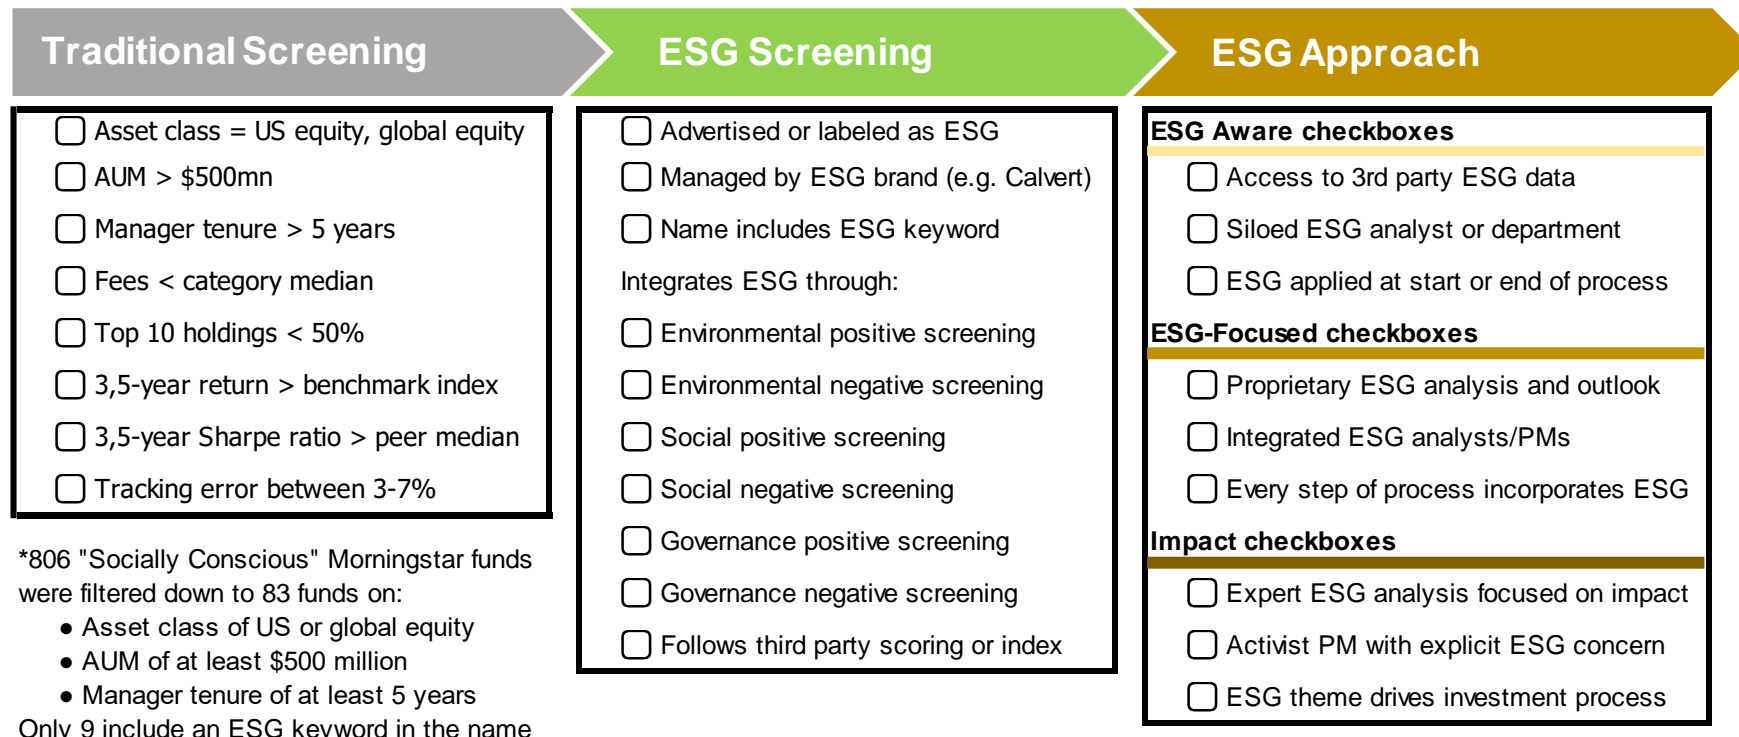 Traditional Screening
Asset class = US equity, global equity
AUM > $500mn
Manager tenure > 5 years
Fees < category median
Top 10 holdings < 50%
3,5-year return > benchmark index
3,5-year Sharpe ratio > peer median
Tracking error between 3-7%
*806 "Socially Conscious" Morningstar funds
were filtered down to 83 funds on:
● Asset class of US or global equity
● AUM of at least $500 million
● Manager tenure of at least 5 years
Only 9 include an ESG keyword in the name
ESG Screening
Advertised or labeled as ESG
Managed by ESG brand (e.g. Calvert)
Name includes ESG keyword
Integrates ESG through:
Environmental positive screening
Environmental negative screening
Social positive screening
Social negative screening
Governance positive screening
Governance negative screening
Follows third party scoring or index
ESG Approach
ESG Aware checkboxes
Access to 3rd party ESG data
Siloed ESG analyst or department
ESG applied at start or end of process
ESG-Focused checkboxes
Proprietary ESG analysis and outlook
Integrated ESG analysts/PMs
Every step of process incorporates ESG
Impact checkboxes
Expert ESG analysis focused on impact
Activist PM with explicit ESG concern
ESG theme drives investment process